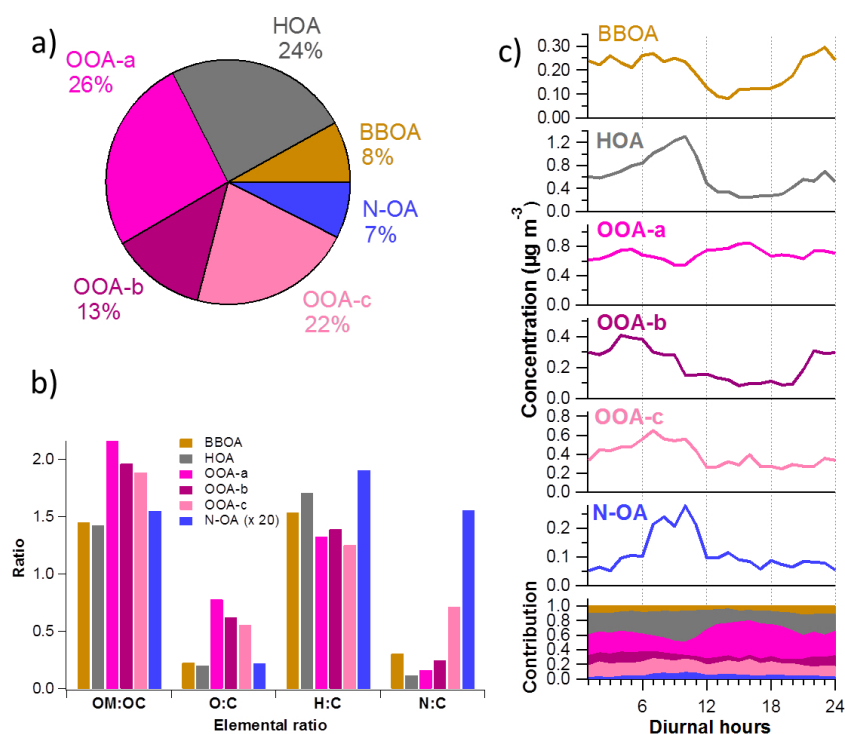 a)
HOA
24%
OOA-a
26%
BBOA
8%
N-OA
7%
OOA-b
13%
OOA-c
22%
b)
2.0
1.5
1.0
0.5
0.0
Ratio
BBOA
HOA
OOA-a
OOA-b
OOA-c
N-OA (x 20)
OM:OC
O:C
H:C
N:C
Elemental ratio
c)
Concentration (µg m-3)
BBOA
0.30
0.20
0.10
0.00
HOA
1.2
0.8
0.4
0.0
OOA-a
0.8
0.4
0.0
OOA-b
0.4
0.2
0.0
OOA-c
0.8
0.6
0.4
0.2
0.0
N-OA
0.2
0.1
0.0
Contribution
1.0
0.8
0.6
0.4
0.2
0.0
6
12
18
24
Diurnal hours